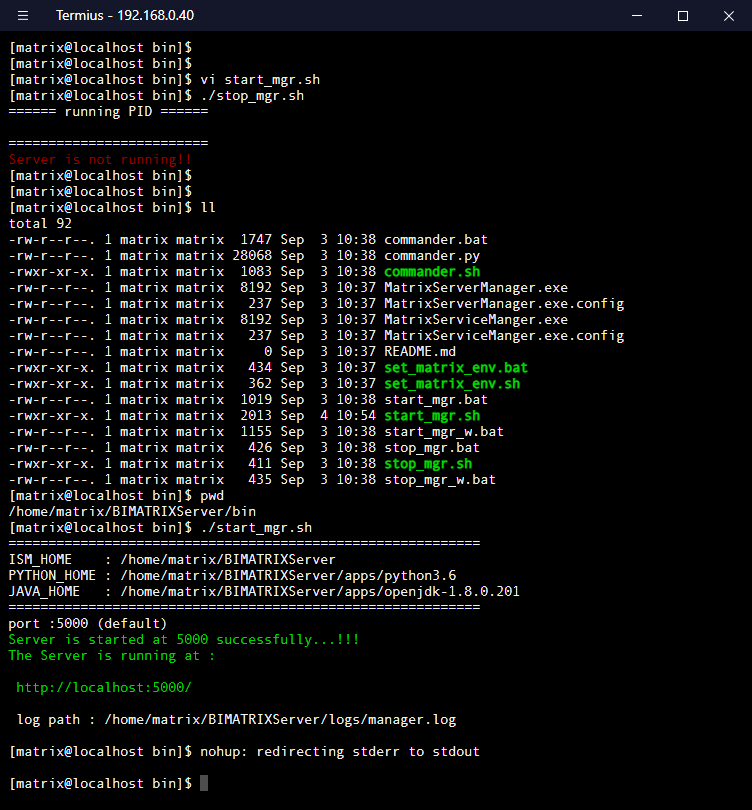 Termius - 192.168.0.40
[matrix@localhost bin]$
[matrix@localhost bin]$
[matrix@localhost bin]$ vi start_mgr.sh
[matrix@localhost bin]$ ./stop_mgr.sh
====== running PID ======
=========================
Server is not running!!
[matrix@localhost bin]$
[matrix@localhost bin]$
[matrix@localhost bin]$ ll
total 92
-rw-r--r--. 1 matrix matrix  1747 Sep  3 10:38 commander.bat
-rw-r--r--. 1 matrix matrix 28068 Sep  3 10:38 commander.py
-rwxr-xr-x. 1 matrix matrix  1083 Sep  3 10:38 commander.sh
-rw-r--r--. 1 matrix matrix  8192 Sep  3 10:37 MatrixServerManager.exe
-rw-r--r--. 1 matrix matrix   237 Sep  3 10:37 MatrixServerManager.exe.config
-rw-r--r--. 1 matrix matrix  8192 Sep  3 10:37 MatrixServiceManger.exe
-rw-r--r--. 1 matrix matrix   237 Sep  3 10:37 MatrixServiceManger.exe.config
-rw-r--r--. 1 matrix matrix     0 Sep  3 10:37 README.md
-rwxr-xr-x. 1 matrix matrix   434 Sep  3 10:37 set_matrix_env.bat
-rwxr-xr-x. 1 matrix matrix   362 Sep  3 10:37 set_matrix_env.sh
-rw-r--r--. 1 matrix matrix  1019 Sep  3 10:38 start_mgr.bat
-rwxr-xr-x. 1 matrix matrix  2013 Sep  4 10:54 start_mgr.sh
-rw-r--r--. 1 matrix matrix  1155 Sep  3 10:38 start_mgr_w.bat
-rw-r--r--. 1 matrix matrix   426 Sep  3 10:38 stop_mgr.bat
-rwxr-xr-x. 1 matrix matrix   411 Sep  3 10:38 stop_mgr.sh
-rw-r--r--. 1 matrix matrix   435 Sep  3 10:38 stop_mgr_w.bat
[matrix@localhost bin]$ pwd
/home/matrix/BIMATRIXServer/bin
[matrix@localhost bin]$ ./start_mgr.sh
===========================================================
ISM_HOME    : /home/matrix/BIMATRIXServer
PYTHON_HOME : /home/matrix/BIMATRIXServer/apps/python3.6
JAVA_HOME   : /home/matrix/BIMATRIXServer/apps/openjdk-1.8.0.201
===========================================================
port :5000 (default)
Server is started at 5000 successfully...!!!
The Server is running at :
http://localhost:5000/
log path : /home/matrix/BIMATRIXServer/logs/manager.log
[matrix@localhost bin]$ nohup: redirecting stderr to stdout
[matrix@localhost bin]$